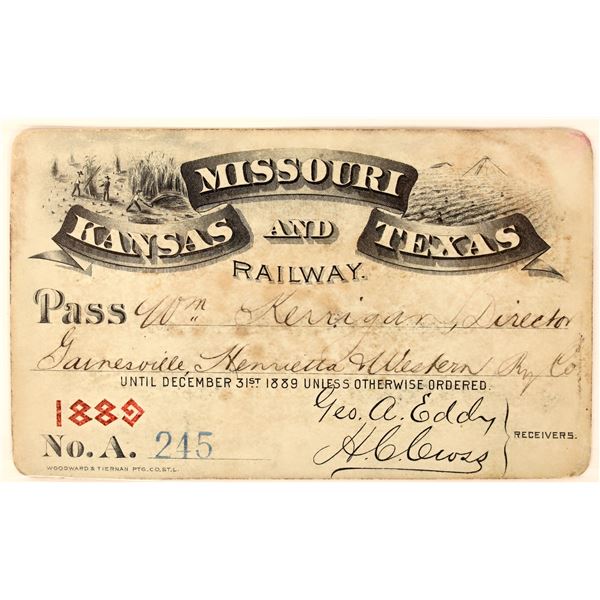 MISSOURI
KANSAS AND TEXAS
RAILWAY.
Pass Wm Kerrigan, Director
Gainesville, Henrietta & Western Ry Co
UNTIL DECEMBER 31ST 1889 UNLESS OTHERWISE ORDERED.
1889 Geo. A. Eddy
No. A. 245 H.C. Cross RECEIVERS.
WOODWARD & TIERNAN PTG. CO. ST. L.